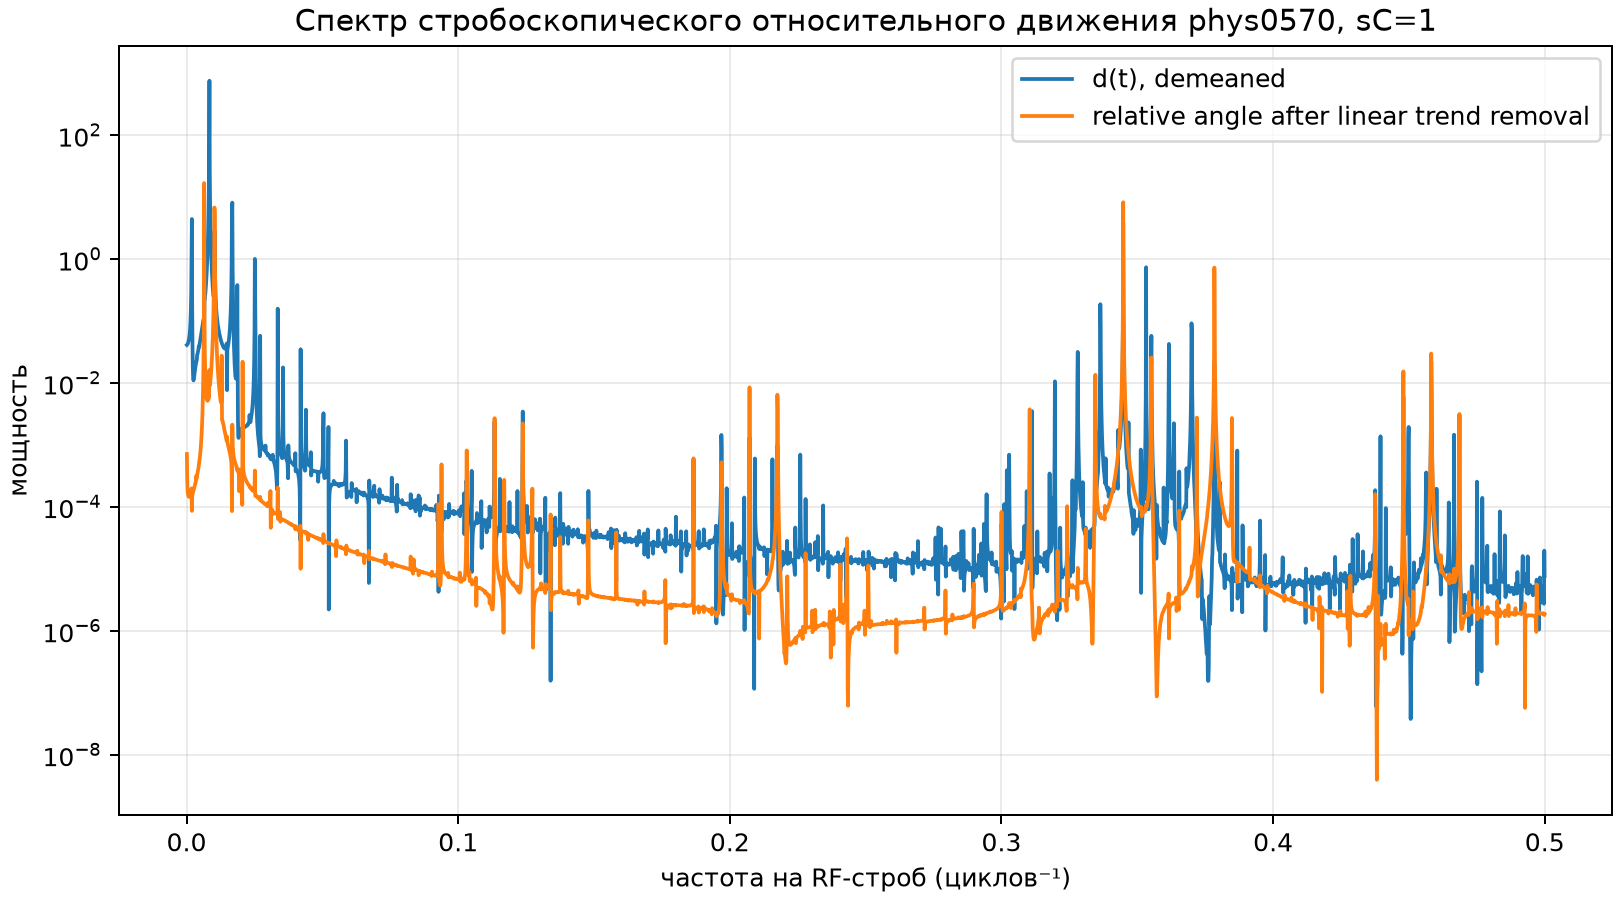 Спектр стробоскопического относительного движения phys0570, sC=1
d(t), demeaned
relative angle after linear trend removal
мощность
10²
10⁰
10⁻²
10⁻⁴
10⁻⁶
10⁻⁸
0.0 0.1 0.2 0.3 0.4 0.5
частота на RF-строб (циклов⁻¹)